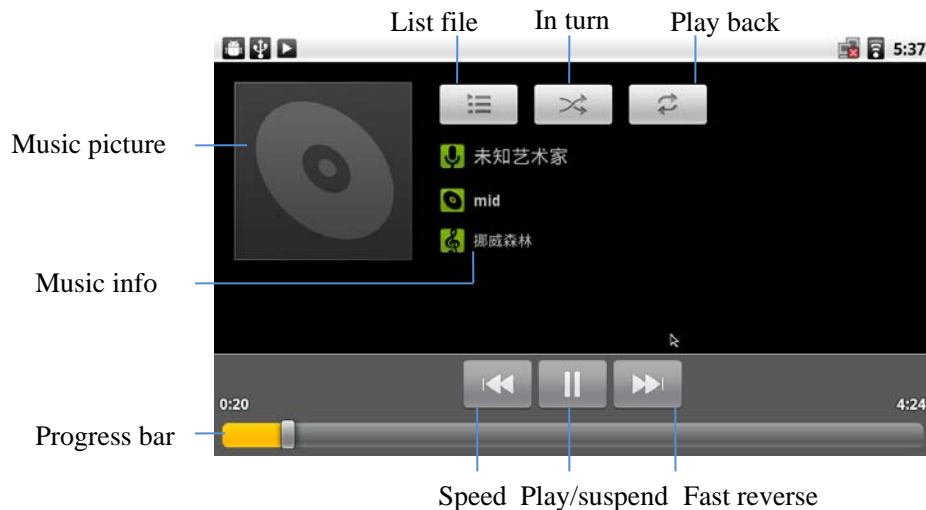 List file In turn Play back
5:37
Music picture
未知艺术家
mid
挪威森林
Music info
0:20 4:24
Progress bar
Speed Play/suspend Fast reverse